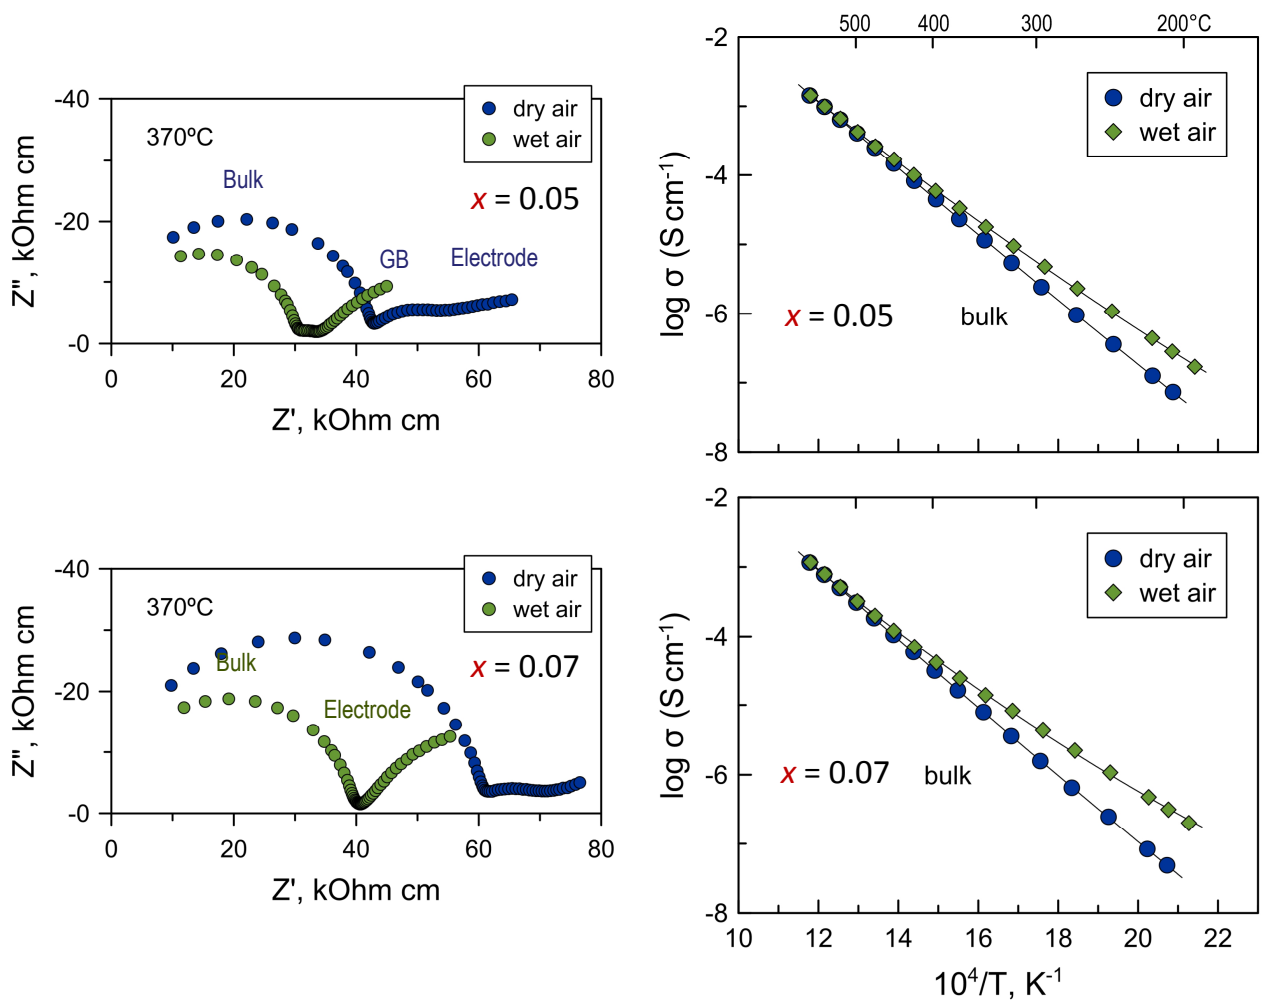 -40
-20
-0
Z", kOhm cm
370ºC
Bulk
GB
Electrode
dry air
wet air
x = 0.05
0 20 40 60 80
Z', kOhm cm
500 400 300 200°C
-2
-4
-6
-8
log σ (S cm-1)
dry air
wet air
x = 0.05 bulk
-40
-20
-0
Z", kOhm cm
370ºC
Bulk
Electrode
dry air
wet air
x = 0.07
0 20 40 60 80
Z', kOhm cm
-2
-4
-6
-8
log σ (S cm-1)
dry air
wet air
x = 0.07 bulk
10 12 14 16 18 20 22
10⁴/T, K-1